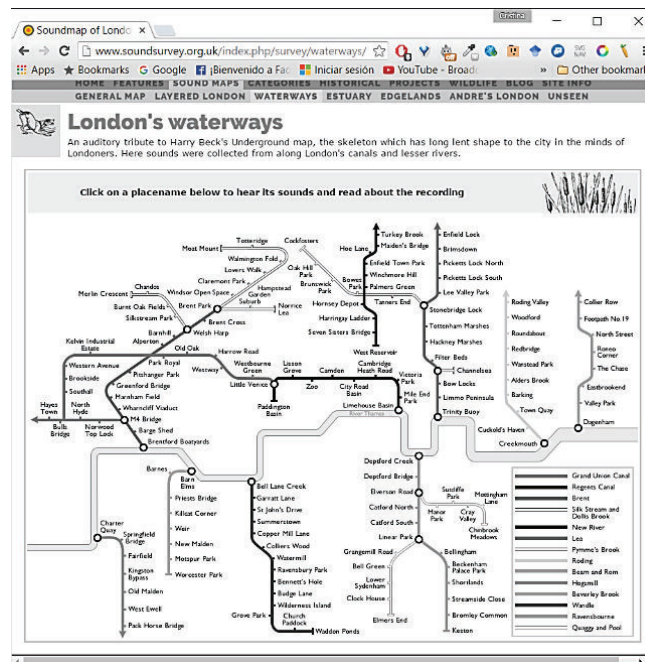 Cristina
Soundmap of Londo
www.soundsurvey.org.uk/index.php/survey/waterways/
Apps Bookmarks Google ¡Bienvenido a Fac Iniciar sesión YouTube - Broadc » Other bookmark
HOME FEATURES SOUND MAPS CATEGORIES HISTORICAL PROJECTS WILDLIFE BLOG SITE INFO
GENERAL MAP LAYERED LONDON WATERWAYS ESTUARY EDGELANDS ANDRE'S LONDON UNSEEN
London's waterways
An auditory tribute to Harry Beck's Underground map, the skeleton which has long lent shape to the city in the minds of
Londoners. Here sounds were collected from along London's canals and lesser rivers.
Click on a placename below to hear its sounds and read about the recording
Totteridge
Moat Mount
Walmington Fold
Lovers Walk
Claremont Park
Windsor Open Space
Hampstead
Garden
Suburb
Brent Park
Norrice
Lea
Chandos
Merlin Crescent
Burnt Oak Fields
Silkstream Park
Brent Cross
Welsh Harp
Barnhill
Alperton
Cockfosters
Oak Hill
Park
Brunswick
Park
Bowes
Park
Tanners End
Turkey Brook
Maiden's Bridge
Hoe Lane
Enfield Town Park
Winchmore Hill
Palmers Green
Hornsey Depot
Harringay Ladder
Seven Sisters Bridge
West Reservoir
Enfield Lock
Brimsdown
Picketts Lock North
Picketts Lock South
Lee Valley Park
Stonebridge Lock
Tottenham Marshes
Hackney Marshes
Filter Beds
Channelsea
Bow Locks
Limmo Peninsula
Trinity Buoy
Roding Valley
Woodford
Roundabout
Redbridge
Wanstead Park
Alders Brook
Barking
Town Quay
Cuckold's Haven
Creekmouth
Collier Row
Footpath No.19
North Street
Romeo
Corner
The Chase
Eastbrookend
Valley Park
Dagenham
Kelvin Industrial
Estate
Old Oak
Harrow Road
Western Avenue
Park Royal
Westway
Westbourne
Green
Little Venice
Lisson
Grove
Zoo
Camden
City Road
Basin
Cambridge
Heath Road
Victoria
Park
Mile End
Park
Paddington
Basin
Limehouse Basin
River Thames
Brookside
Southall
Pitshanger Park
Greenford Bridge
Marnham Field
Wharncliff Viaduct
Hayes
Town
North
Hyde
Bulls
Bridge
Norwood
Top Lock
M4 Bridge
Barge Shed
Brentford Boatyards
Barnes
Barn
Elms
Priests Bridge
Killcat Corner
Weir
New Malden
Motspur Park
Worcester Park
Bell Lane Creek
Garratt Lane
St John's Drive
Summerstown
Copper Mill Lane
Colliers Wood
Watermill
Ravensbury Park
Bennett's Hole
Budge Lane
Wilderness Island
Grove Park
Church
Paddock
Waddon Ponds
Charter
Quay
Springfield
Bridge
Fairfield
Kingston
Bypass
Old Malden
West Ewell
Pack Horse Bridge
Deptford Creek
Deptford Bridge
Elverson Road
Catford North
Catford South
Linear Park
Manor
Park
Sutcliffe
Park
Cray
Valley
Mottingham
Lane
Chinbrook
Meadows
Grangemill Road
Bell Green
Lower
Sydenham
Clock House
Elmers End
Bellingham
Beckenham
Palace Park
Shortlands
Streamside Close
Bromley Common
Keston
Grand Union Canal
Regents Canal
Brent
Silk Stream and
Dollis Brook
New River
Lea
Pymme's Brook
Roding
Beam and Rom
Hogsmill
Beverley Brook
Wandle
Ravensbourne
Quaggy and Pool